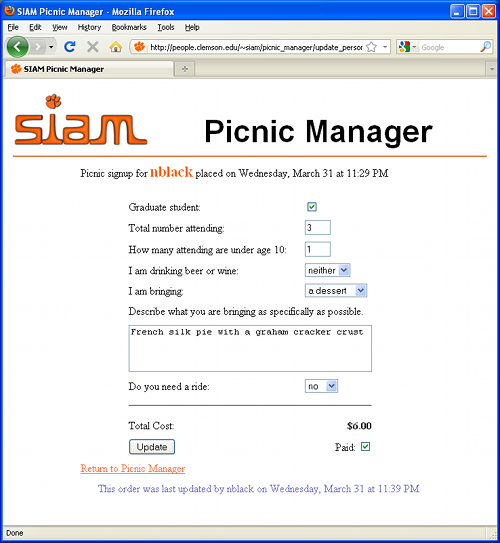 SIAM Picnic Manager - Mozilla Firefox
File Edit View History Bookmarks Tools Help
http://people.clemson.edu/~siam/picnic_manager/update_person
Google
SIAM Picnic Manager
siam
Picnic Manager
Picnic signup for nblack placed on Wednesday, March 31 at 11:29 PM
Graduate student:
Total number attending: 3
How many attending are under age 10: 1
I am drinking beer or wine: neither
I am bringing: a dessert
Describe what you are bringing as specifically as possible.
French silk pie with a graham cracker crust
Do you need a ride: no
Total Cost: $6.00
Update Paid:
Return to Picnic Manager
This order was last updated by nblack on Wednesday, March 31 at 11:39 PM
Done